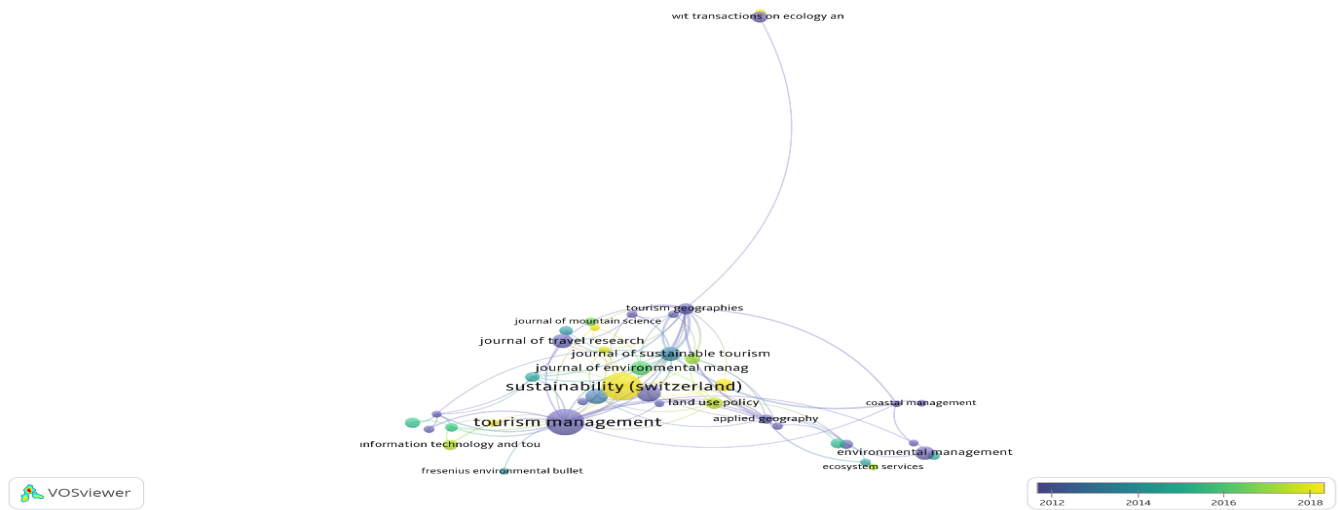 wit transactions on ecology an
tourism geographies
journal of mountain science
journal of travel research
journal of sustainable tourism
journal of environmental manag
sustainability (switzerland)
land use policy
coastal management
applied geography
tourism management
information technology and tou
environmental management
ecosystem services
fresenius environmental bullet
VOSviewer
2012 2014 2016 2018